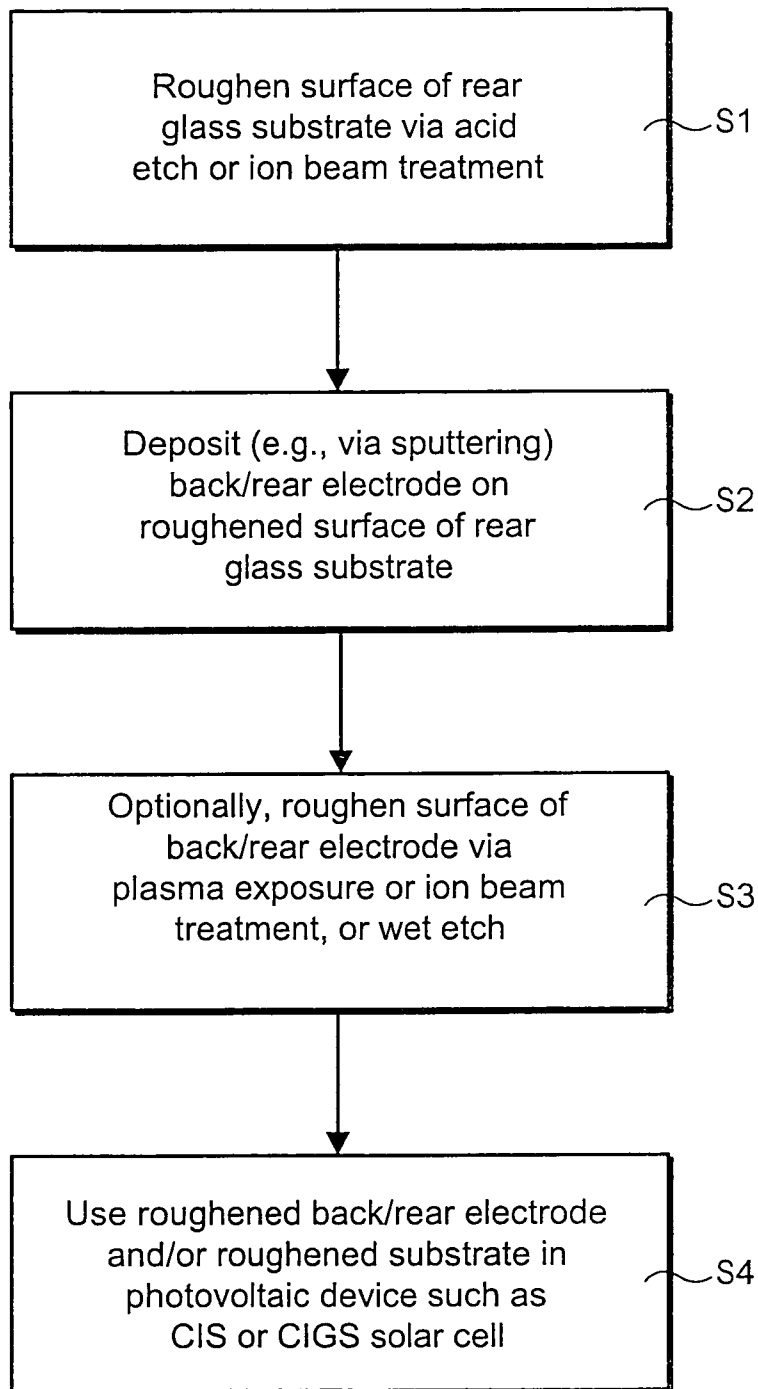 Roughen surface of rear
glass substrate via acid
etch or ion beam treatment
S1
Deposit (e.g., via sputtering)
back/rear electrode on
roughened surface of rear
glass substrate
S2
Optionally, roughen surface of
back/rear electrode via
plasma exposure or ion beam
treatment, or wet etch
S3
Use roughened back/rear electrode
and/or roughened substrate in
photovoltaic device such as
CIS or CIGS solar cell
S4